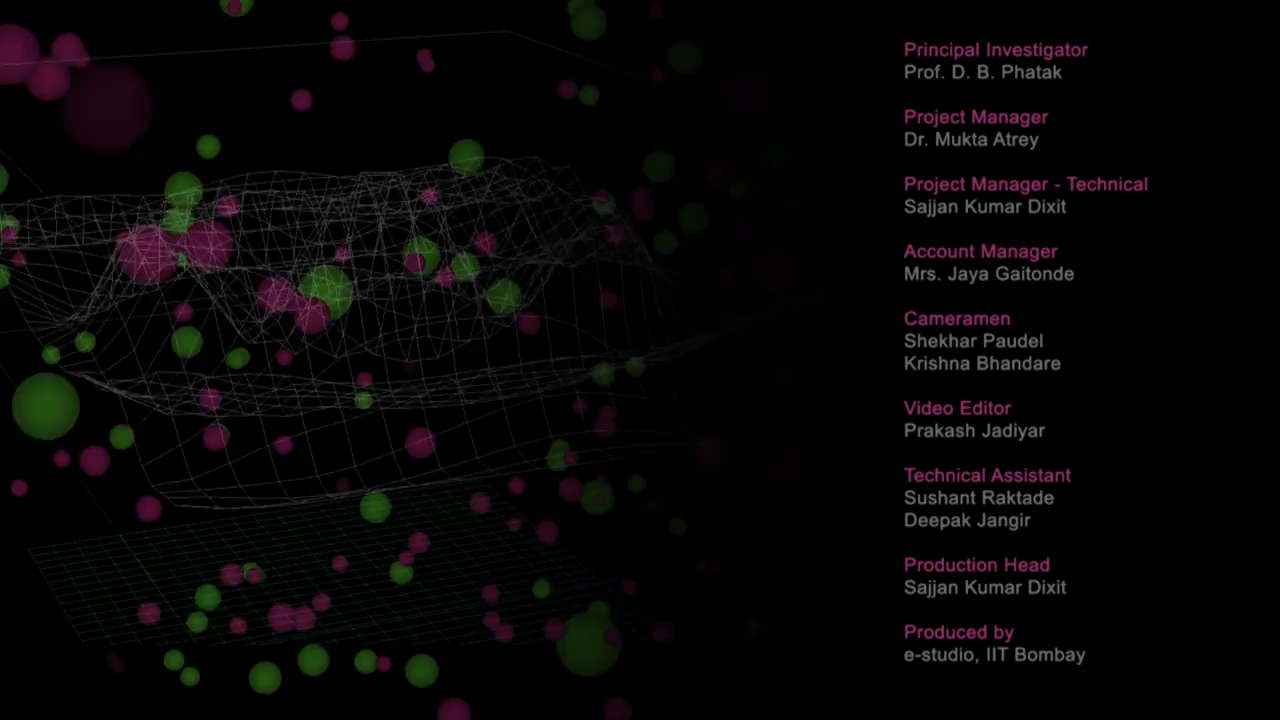 Principal Investigator
Prof. D. B. Phatak
Project Manager
Dr. Mukta Atrey
Project Manager - Technical
Sajjan Kumar Dixit
Account Manager
Mrs. Jaya Gaitonde
Cameramen
Shekhar Paudel
Krishna Bhandare
Video Editor
Prakash Jadiyar
Technical Assistant
Sushant Raktade
Deepak Jangir
Production Head
Sajjan Kumar Dixit
Produced by
e-studio, IIT Bombay